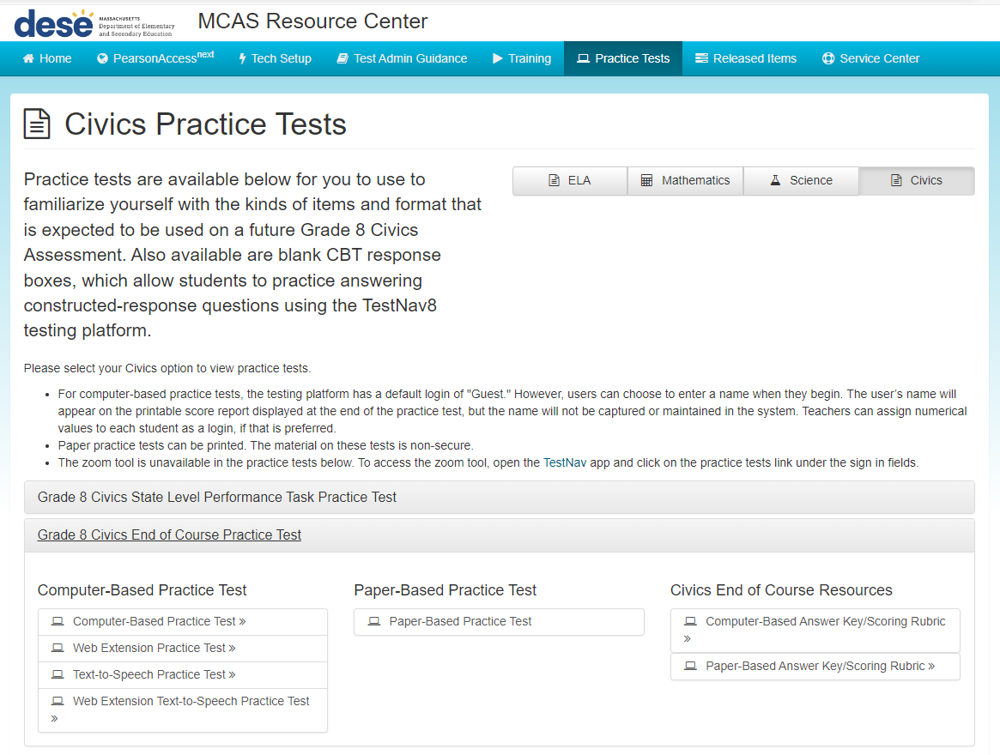 dese
MASSACHUSETTS
Department of Elementary
and Secondary Education
MCAS Resource Center
Home
PearsonAccessnext
Tech Setup
Test Admin Guidance
Training
Practice Tests
Released Items
Service Center
Civics Practice Tests
Practice tests are available below for you to use to
familiarize yourself with the kinds of items and format that
is expected to be used on a future Grade 8 Civics
Assessment. Also available are blank CBT response
boxes, which allow students to practice answering
constructed-response questions using the TestNav8
testing platform.
ELA
Mathematics
Science
Civics
Please select your Civics option to view practice tests.
• For computer-based practice tests, the testing platform has a default login of "Guest." However, users can choose to enter a name when they begin. The user’s name will
appear on the printable score report displayed at the end of the practice test, but the name will not be captured or maintained in the system. Teachers can assign numerical
values to each student as a login, if that is preferred.
• Paper practice tests can be printed. The material on these tests is non-secure.
• The zoom tool is unavailable in the practice tests below. To access the zoom tool, open the TestNav app and click on the practice tests link under the sign in fields.
Grade 8 Civics State Level Performance Task Practice Test
Grade 8 Civics End of Course Practice Test
Computer-Based Practice Test
Computer-Based Practice Test »
Web Extension Practice Test »
Text-to-Speech Practice Test »
Web Extension Text-to-Speech Practice Test
»
Paper-Based Practice Test
Paper-Based Practice Test
Civics End of Course Resources
Computer-Based Answer Key/Scoring Rubric
»
Paper-Based Answer Key/Scoring Rubric »